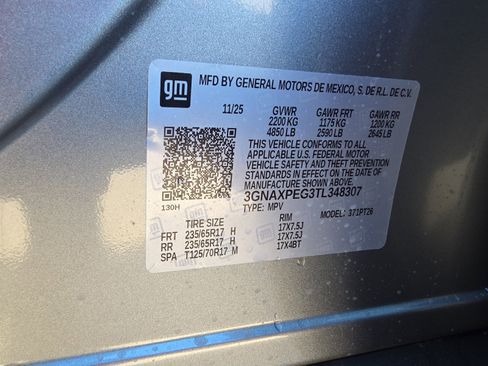 gm
MFD BY GENERAL MOTORS DE MEXICO, S. DE R.L. DE C.V.
11/25 GVWR GAWR FRT GAWR RR
2200 KG 1175 KG 1200 KG
4850 LB 2590 LB 2645 LB
THIS VEHICLE CONFORMS TO ALL
APPLICABLE U.S. FEDERAL MOTOR
VEHICLE SAFETY AND THEFT PREVENTION
STANDARDS IN EFFECT ON THE DATE OF
MANUFACTURE SHOWN ABOVE.
3GNAXPEG3TL348307
130H TYPE: MPV MODEL: 371PT26
TIRE SIZE RIM
FRT 235/65R17 H 17X7.5J
RR 235/65R17 H 17X7.5J
SPA T125/70R17 M 17X4BT